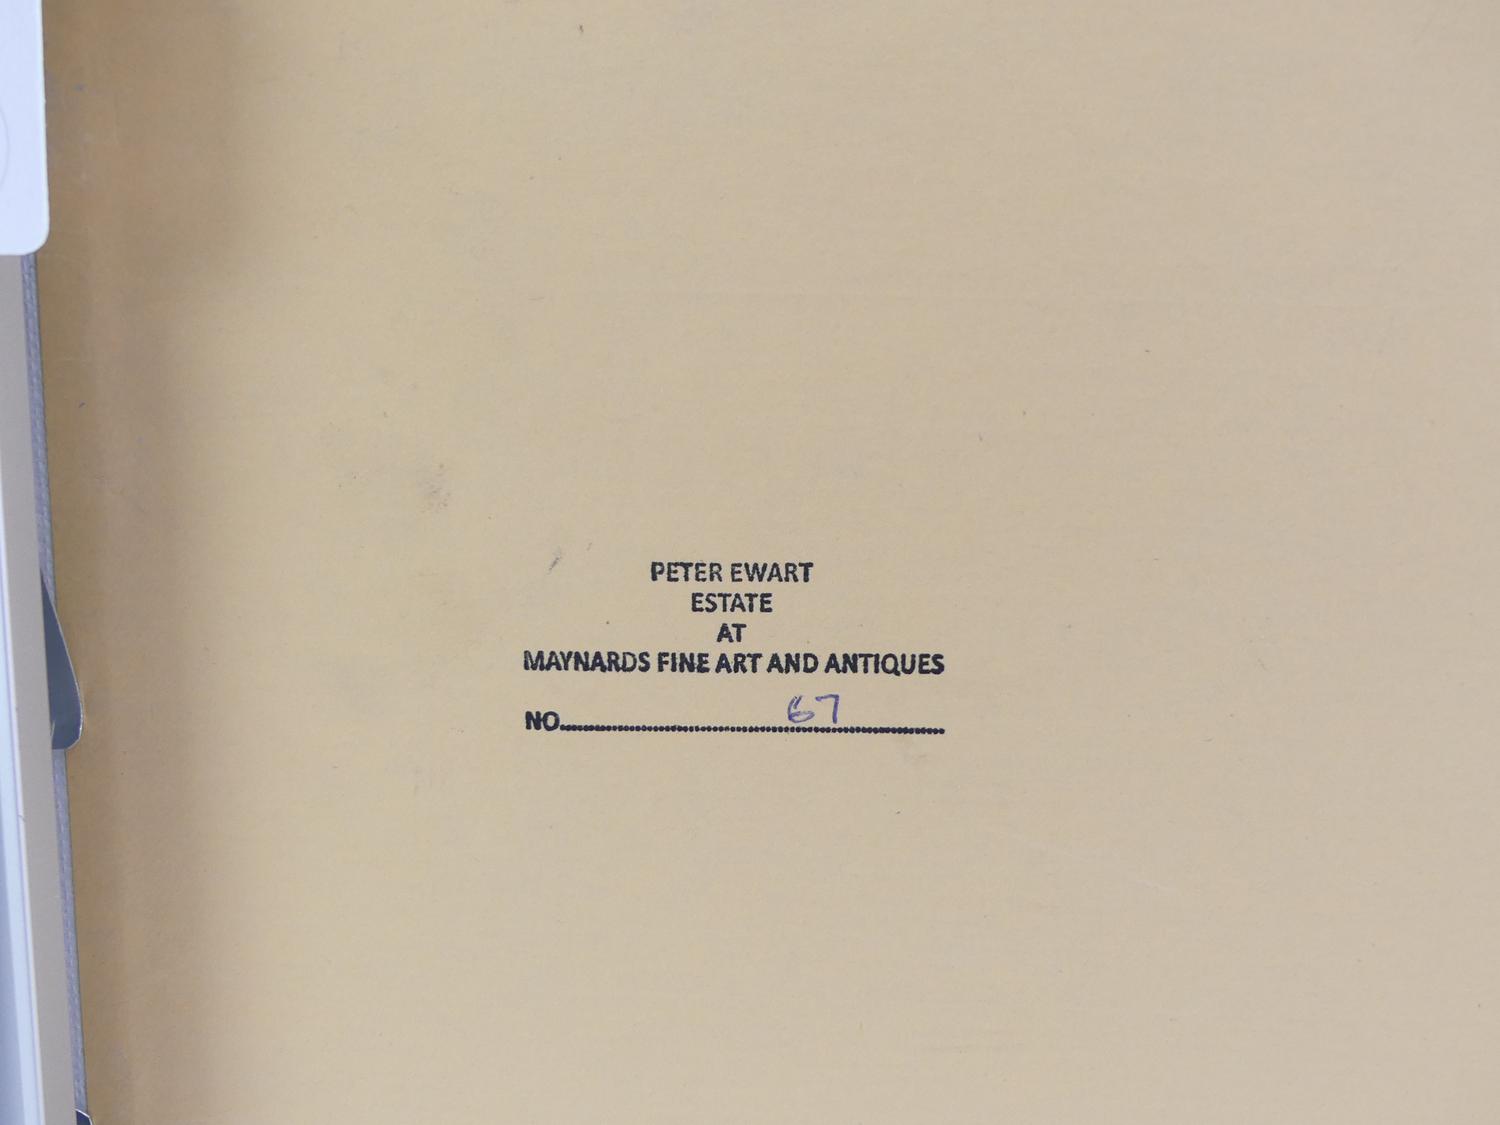 PETER EWART
ESTATE
AT
MAYNARDS FINE ART AND ANTIQUES
NO. 67